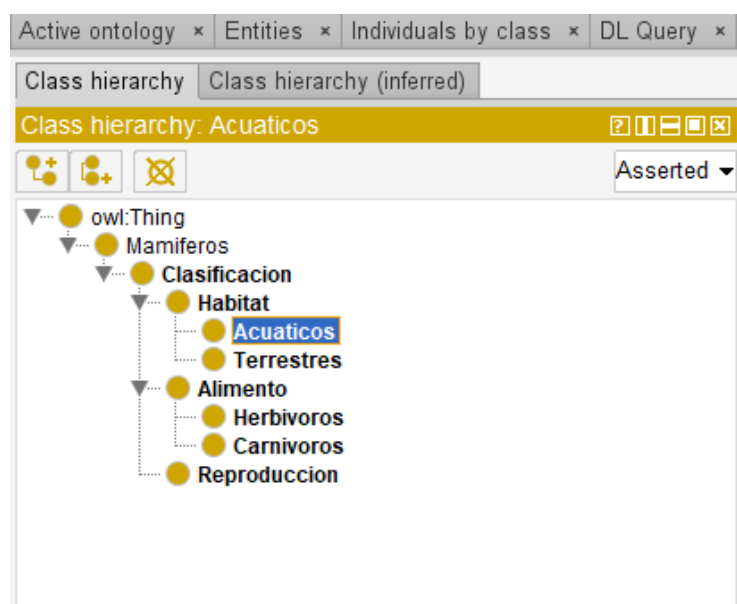 Active ontology × Entities × Individuals by class × DL Query ×
Class hierarchy Class hierarchy (inferred)
Class hierarchy: Acuaticos
Asserted
owl:Thing
Mamiferos
Clasificacion
Habitat
Acuaticos
Terrestres
Alimento
Herbivoros
Carnivoros
Reproduccion